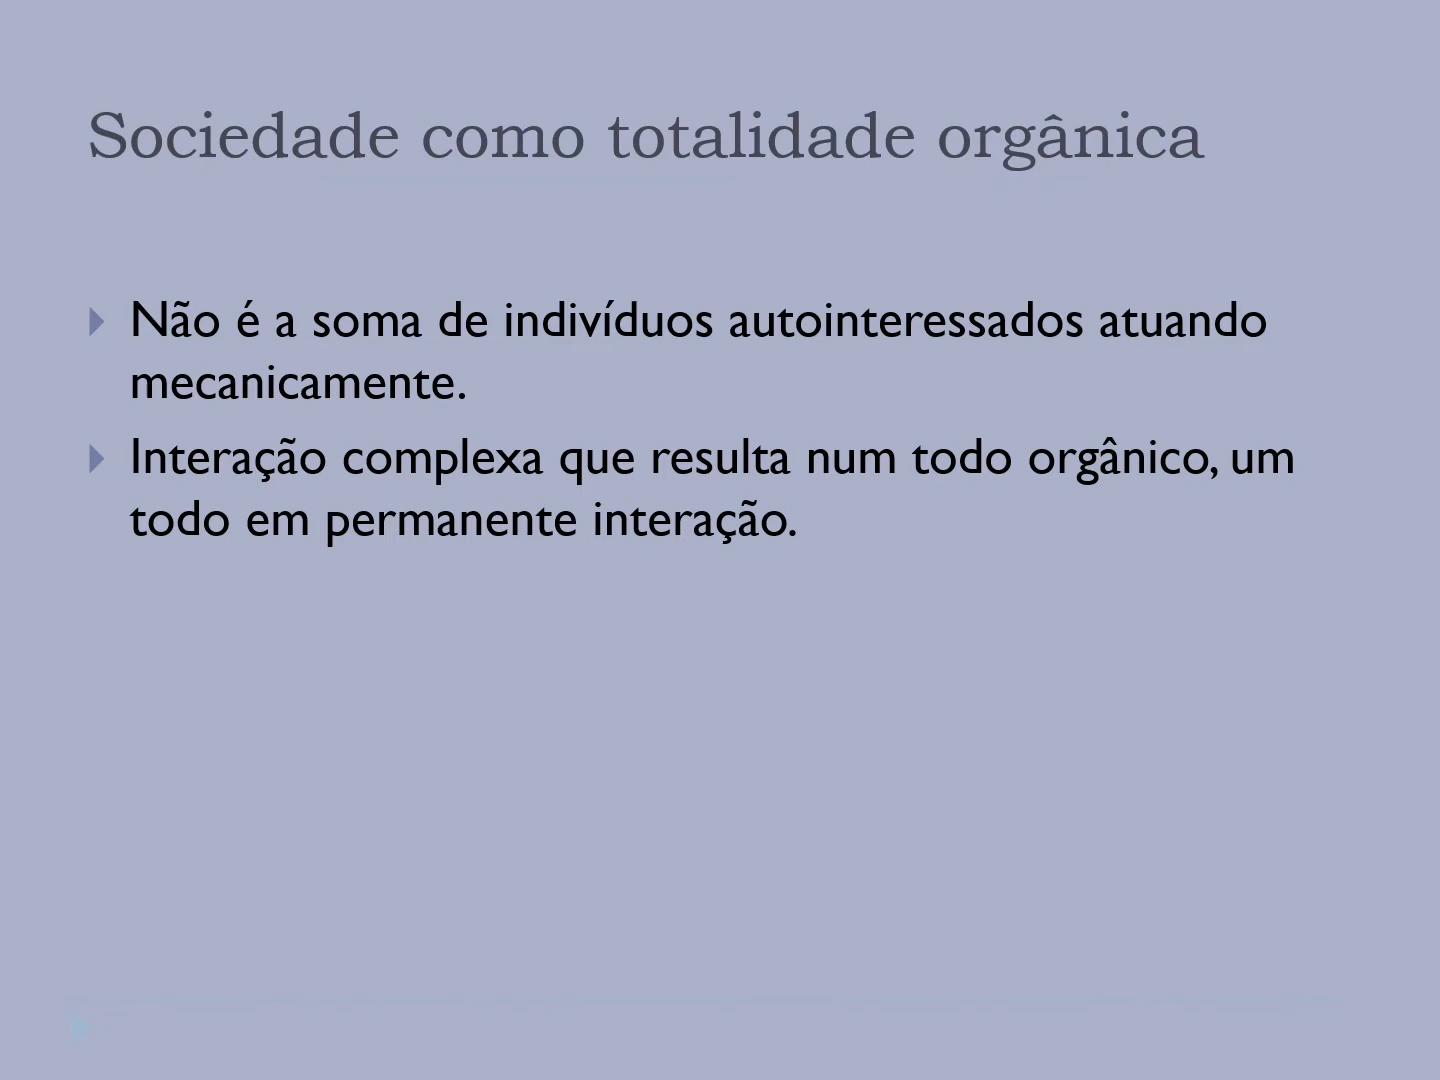 Sociedade como totalidade orgânica
Não é a soma de indivíduos autointeressados atuando
mecanicamente.
Interação complexa que resulta num todo orgânico, um
todo em permanente interação.